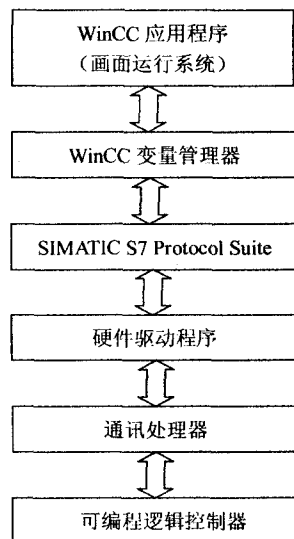 WinCC 应用程序
（画面运行系统）
WinCC 变量管理器
SIMATIC S7 Protocol Suite
硬件驱动程序
通讯处理器
可编程逻辑控制器